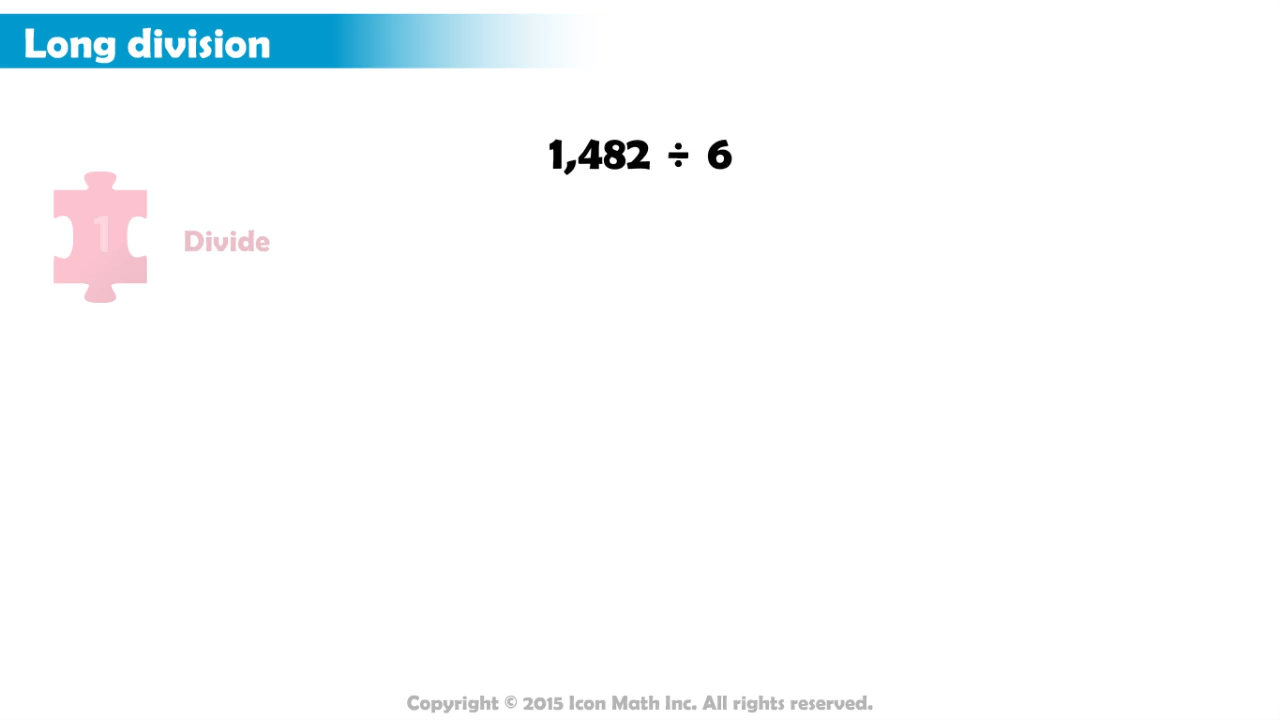 Long division
1,482 ÷ 6
1
Divide
Copyright © 2015 Icon Math Inc. All rights reserved.